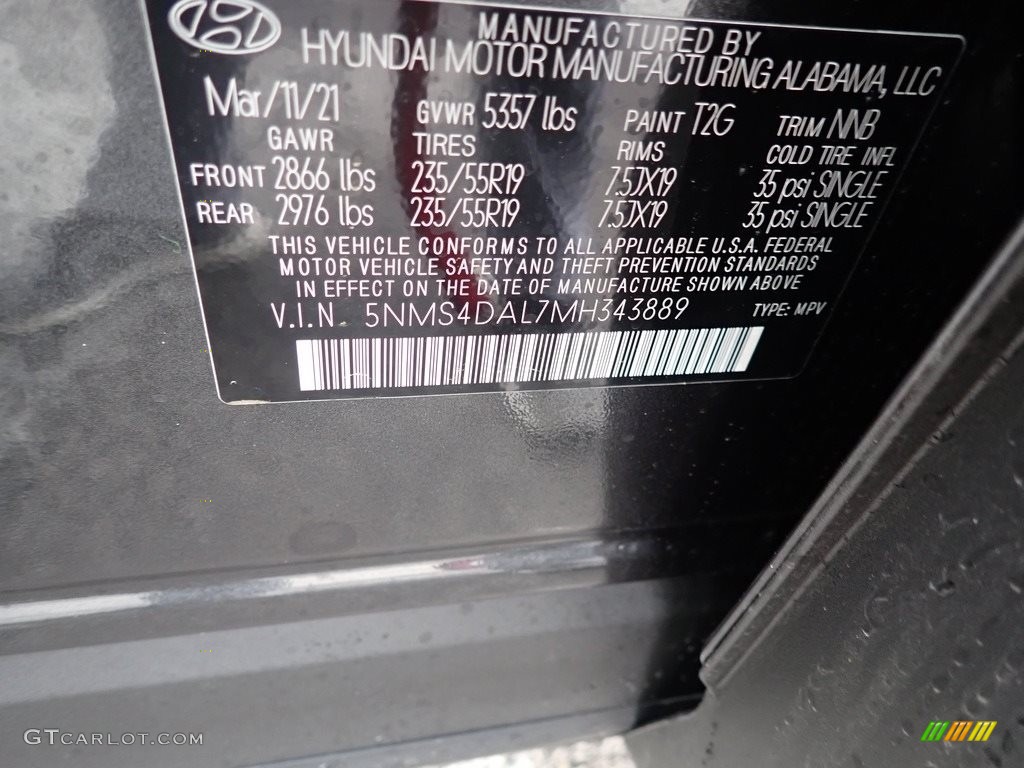 MANUFACTURED BY
HYUNDAI MOTOR MANUFACTURING ALABAMA, LLC
Mar/11/21 GVWR 5357 lbs PAINT T2G TRIM NNB
GAWR TIRES RIMS COLD TIRE INFL
FRONT 2866 lbs 235/55R19 7.5JX19 35 psi SINGLE
REAR 2976 lbs 235/55R19 7.5JX19 35 psi SINGLE
THIS VEHICLE CONFORMS TO ALL APPLICABLE U.S.A. FEDERAL
MOTOR VEHICLE SAFETY AND THEFT PREVENTION STANDARDS
IN EFFECT ON THE DATE OF MANUFACTURE SHOWN ABOVE
V.I.N. 5NMS4DAL7MH343889 TYPE: MPV
GTCARLOT.COM